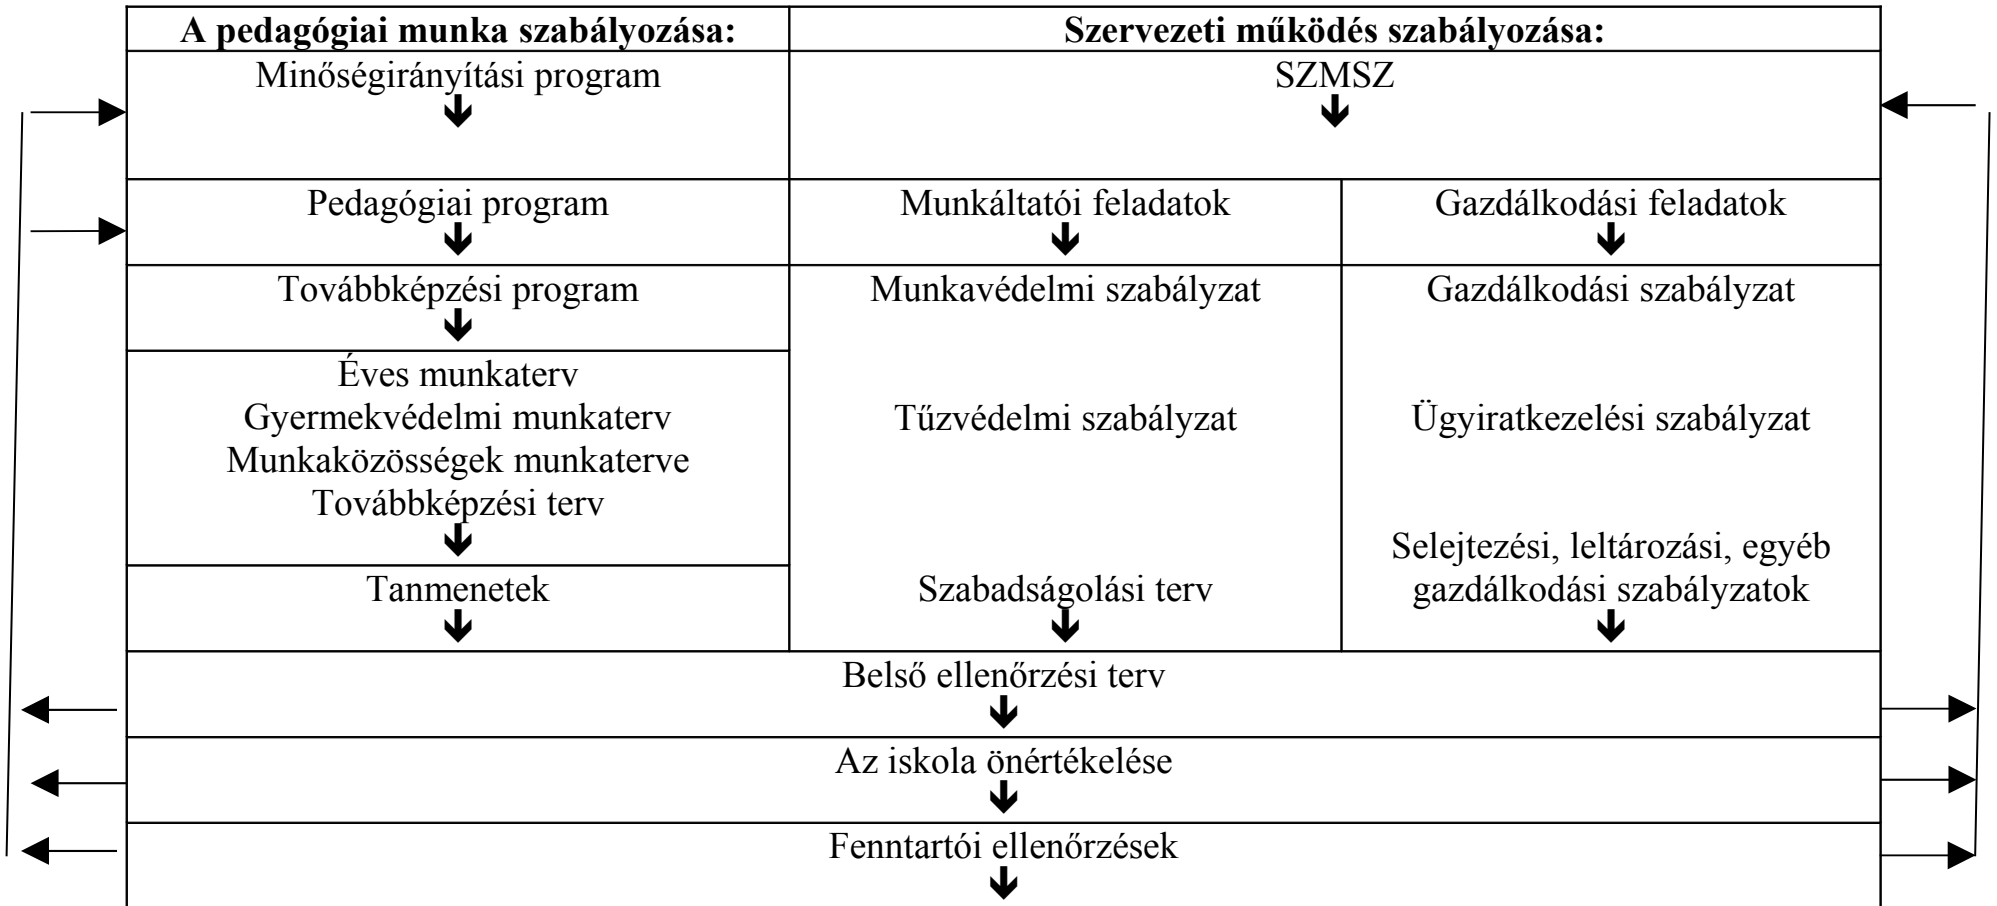 A pedagógiai munka szabályozása:
Szervezeti működés szabályozása:
Minőségirányítási program
SZMSZ
Pedagógiai program
Munkáltatói feladatok
Gazdálkodási feladatok
Továbbképzési program
Munkavédelmi szabályzat
Gazdálkodási szabályzat
Éves munkaterv
Gyermekvédelmi munkaterv
Munkaközösségek munkaterve
Továbbképzési terv
Tűzvédelmi szabályzat
Ügyiratkezelési szabályzat
Tanmenetek
Szabadságolási terv
Selejtezési, leltározási, egyéb
gazdálkodási szabályzatok
Belső ellenőrzési terv
Az iskola önértékelése
Fenntartói ellenőrzések